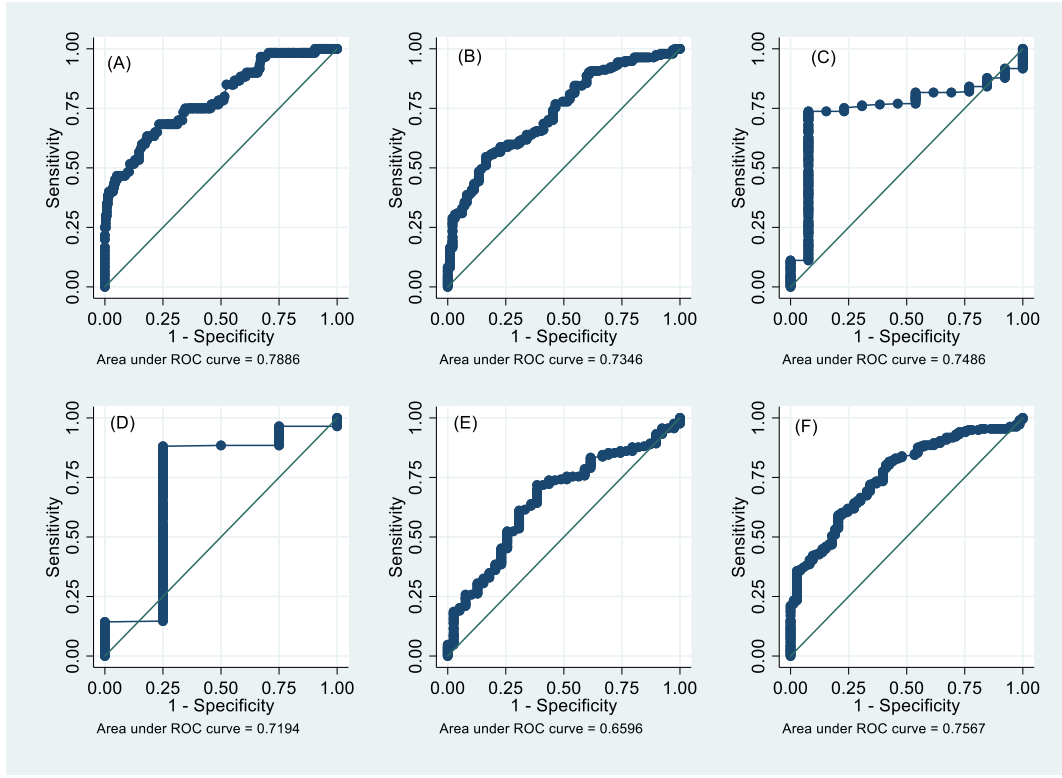 (A)
Sensitivity
0.00 0.25 0.50 0.75 1.00
0.00 0.25 0.50 0.75 1.00
1 - Specificity
Area under ROC curve = 0.7886
(B)
Sensitivity
0.00 0.25 0.50 0.75 1.00
0.00 0.25 0.50 0.75 1.00
1 - Specificity
Area under ROC curve = 0.7346
(C)
Sensitivity
0.00 0.25 0.50 0.75 1.00
0.00 0.25 0.50 0.75 1.00
1 - Specificity
Area under ROC curve = 0.7486
(D)
Sensitivity
0.00 0.25 0.50 0.75 1.00
0.00 0.25 0.50 0.75 1.00
1 - Specificity
Area under ROC curve = 0.7194
(E)
Sensitivity
0.00 0.25 0.50 0.75 1.00
0.00 0.25 0.50 0.75 1.00
1 - Specificity
Area under ROC curve = 0.6596
(F)
Sensitivity
0.00 0.25 0.50 0.75 1.00
0.00 0.25 0.50 0.75 1.00
1 - Specificity
Area under ROC curve = 0.7567